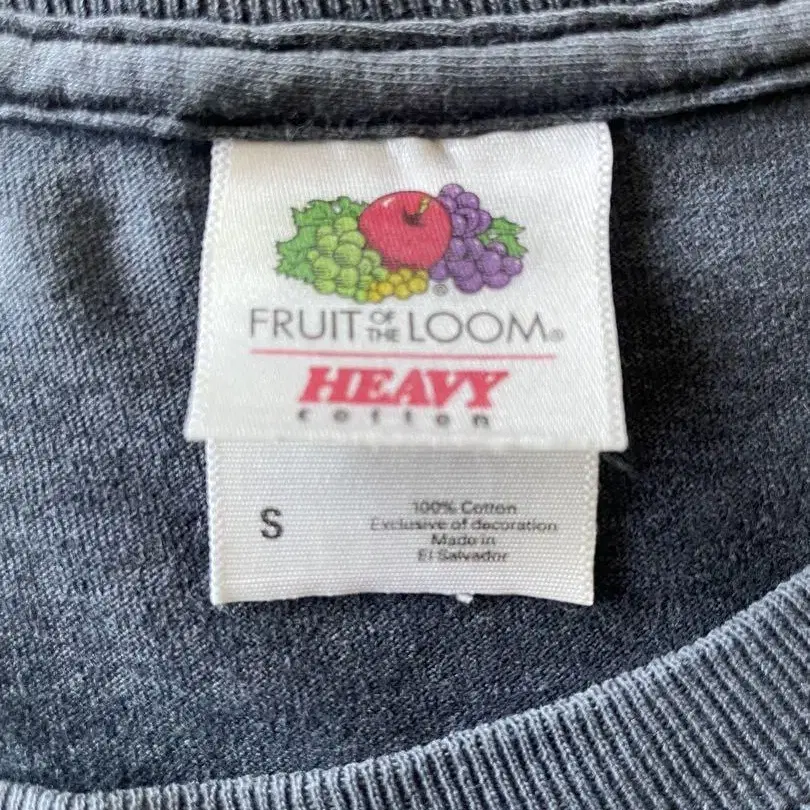 FRUIT OF THE LOOM®
HEAVY
cotton
S
100% Cotton
Exclusive of decoration
Made in
El Salvador